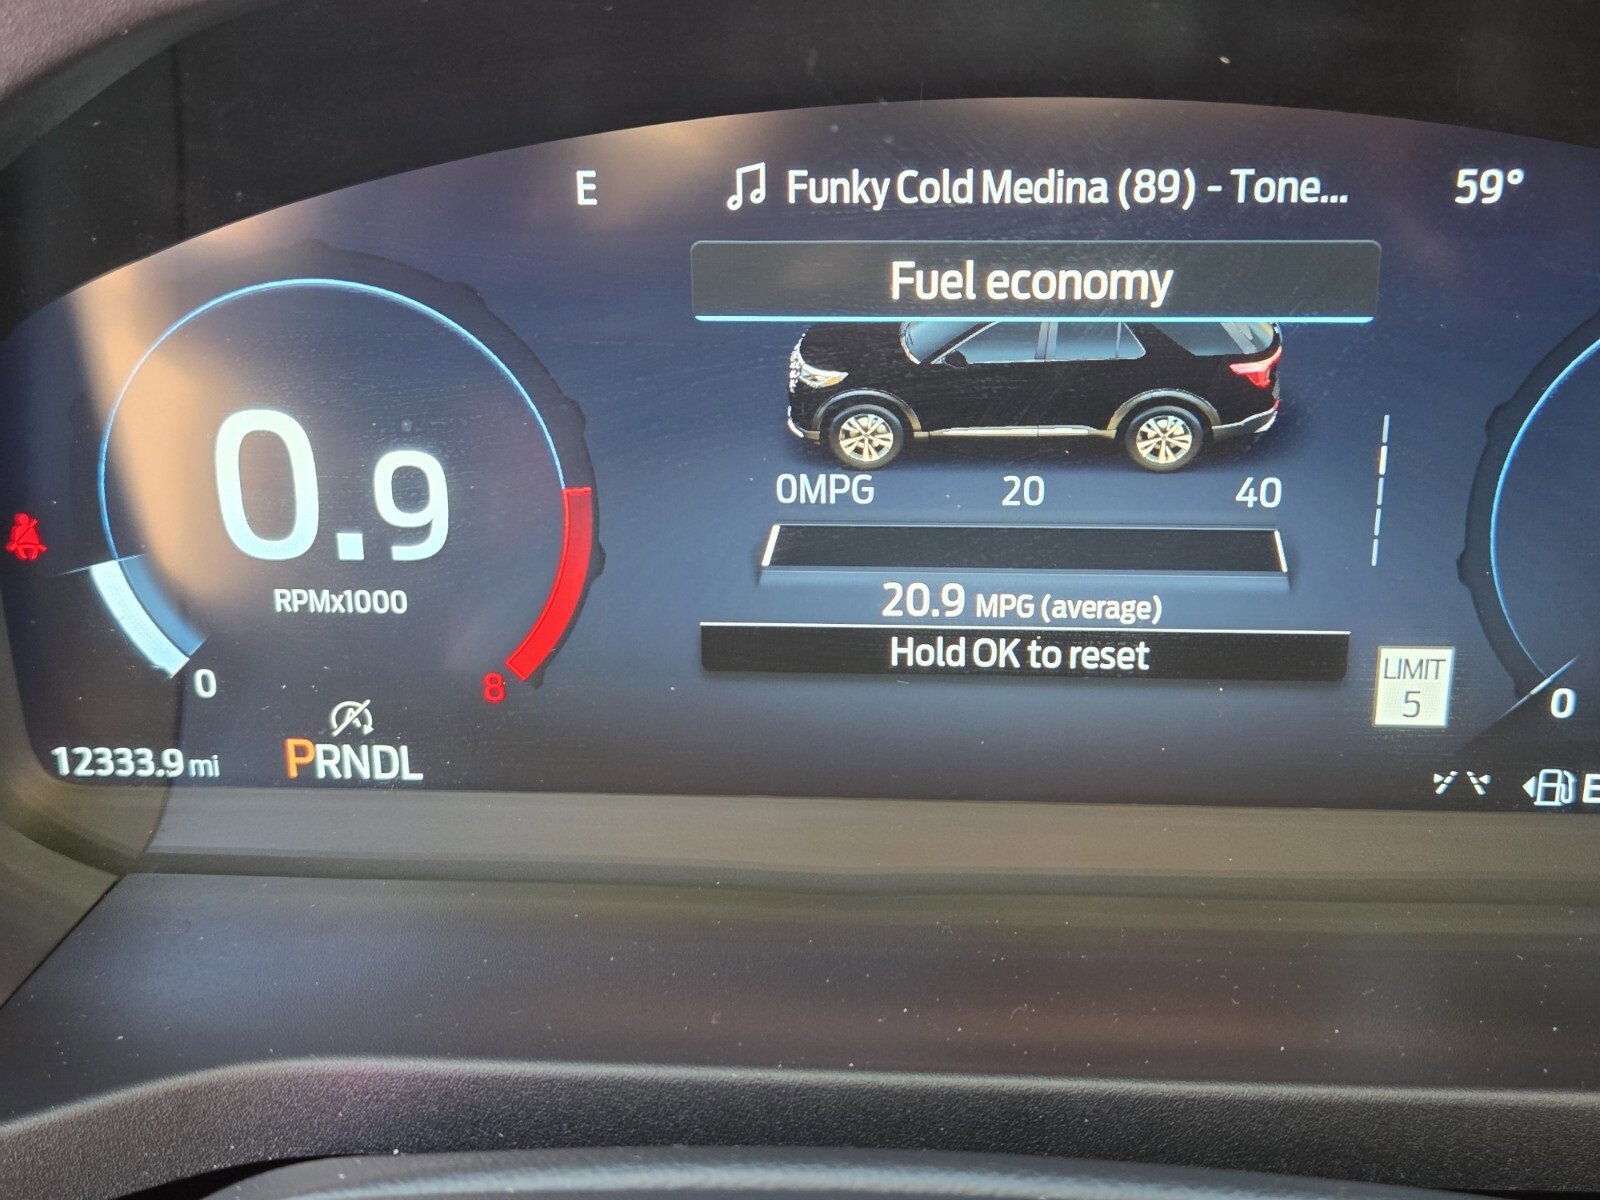 E
Funky Cold Medina (89) - Tone...
59°
Fuel economy
0MPG 20 40
0.9
RPMx1000
20.9 MPG (average)
Hold OK to reset
0
8
LIMIT
5
0
12333.9 mi
PRNDL
E